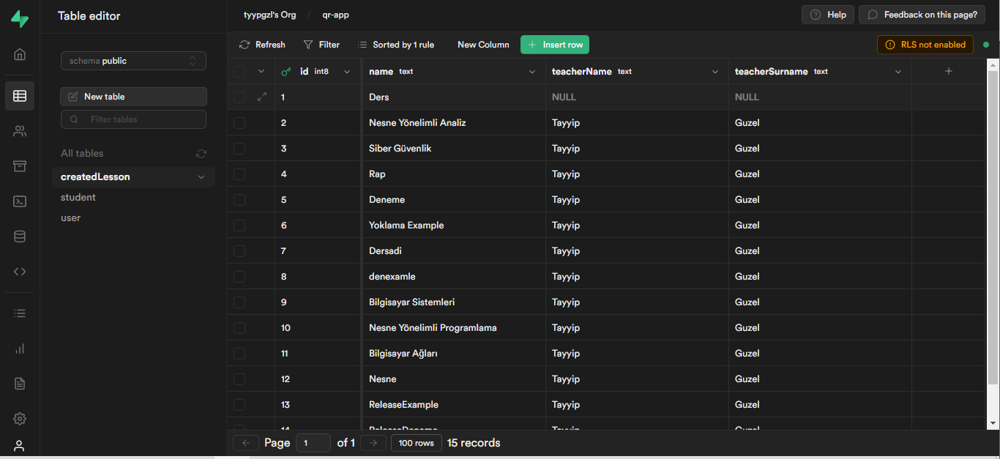 Table editor
tyypgzl's Org / qr-app
Help
Feedback on this page?
schema public
New table
Filter tables
All tables
createdLesson
student
user
Refresh
Filter
Sorted by 1 rule
New Column
Insert row
RLS not enabled
id int8 name text teacherName text teacherSurname text
1 Ders NULL NULL
2 Nesne Yönelimli Analiz Tayyip Guzel
3 Siber Güvenlik Tayyip Guzel
4 Rap Tayyip Guzel
5 Deneme Tayyip Guzel
6 Yoklama Example Tayyip Guzel
7 Dersadi Tayyip Guzel
8 denexamle Tayyip Guzel
9 Bilgisayar Sistemleri Tayyip Guzel
10 Nesne Yönelimli Programlama Tayyip Guzel
11 Bilgisayar Ağları Tayyip Guzel
12 Nesne Tayyip Guzel
13 ReleaseExample Tayyip Guzel
14 ReleaseDeneme Tayyip Guzel
Page 1 of 1 100 rows 15 records